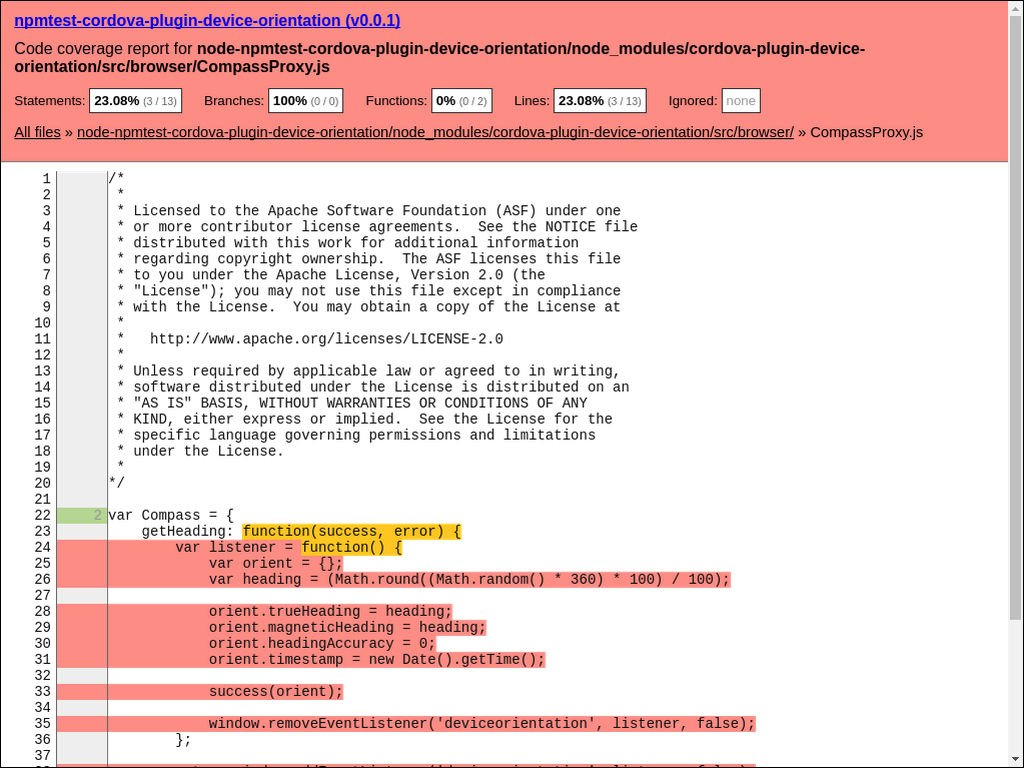 npmtest-cordova-plugin-device-orientation (v0.0.1)
Code coverage report for node-npmtest-cordova-plugin-device-orientation/node_modules/cordova-plugin-device-
orientation/src/browser/CompassProxy.js
Statements: 23.08% (3 / 13) Branches: 100% (0 / 0) Functions: 0% (0 / 2) Lines: 23.08% (3 / 13) Ignored: none
All files » node-npmtest-cordova-plugin-device-orientation/node_modules/cordova-plugin-device-orientation/src/browser/ » CompassProxy.js
1 /*
2 *
3 * Licensed to the Apache Software Foundation (ASF) under one
4 * or more contributor license agreements.  See the NOTICE file
5 * distributed with this work for additional information
6 * regarding copyright ownership.  The ASF licenses this file
7 * to you under the Apache License, Version 2.0 (the
8 * "License"); you may not use this file except in compliance
9 * with the License.  You may obtain a copy of the License at
10 *
11 *   http://www.apache.org/licenses/LICENSE-2.0
12 *
13 * Unless required by applicable law or agreed to in writing,
14 * software distributed under the License is distributed on an
15 * "AS IS" BASIS, WITHOUT WARRANTIES OR CONDITIONS OF ANY
16 * KIND, either express or implied.  See the License for the
17 * specific language governing permissions and limitations
18 * under the License.
19 *
20 */
21
22 2 var Compass = {
23 getHeading: function(success, error) {
24 var listener = function() {
25 var orient = {};
26 var heading = (Math.round((Math.random() * 360) * 100) / 100);
27
28 orient.trueHeading = heading;
29 orient.magneticHeading = heading;
30 orient.headingAccuracy = 0;
31 orient.timestamp = new Date().getTime();
32
33 success(orient);
34
35 window.removeEventListener('deviceorientation', listener, false);
36 };
37